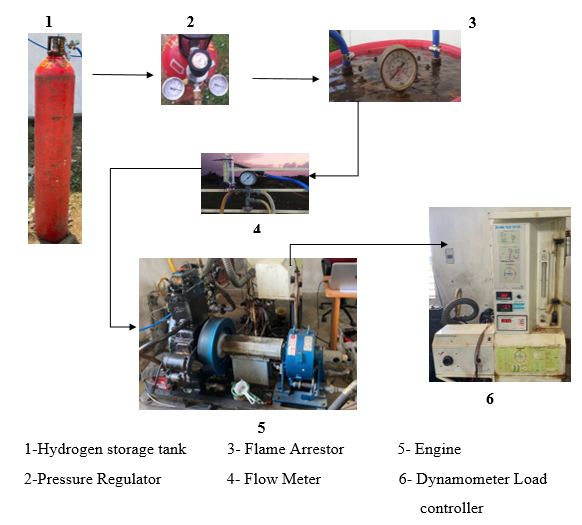 1
2
3
4
5
6
1-Hydrogen storage tank
3- Flame Arrestor
5- Engine
2-Pressure Regulator
4- Flow Meter
6- Dynamometer Load
controller